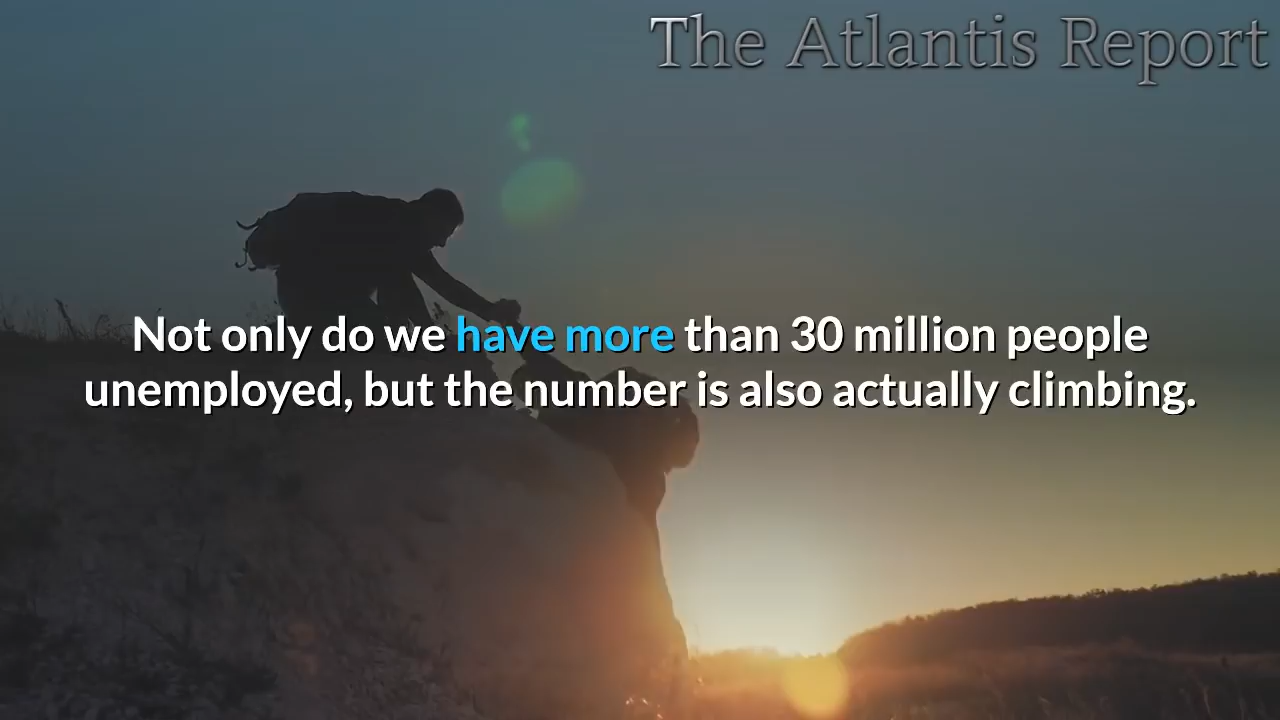 The Atlantis Report
Not only do we have more than 30 million people
unemployed, but the number is also actually climbing.